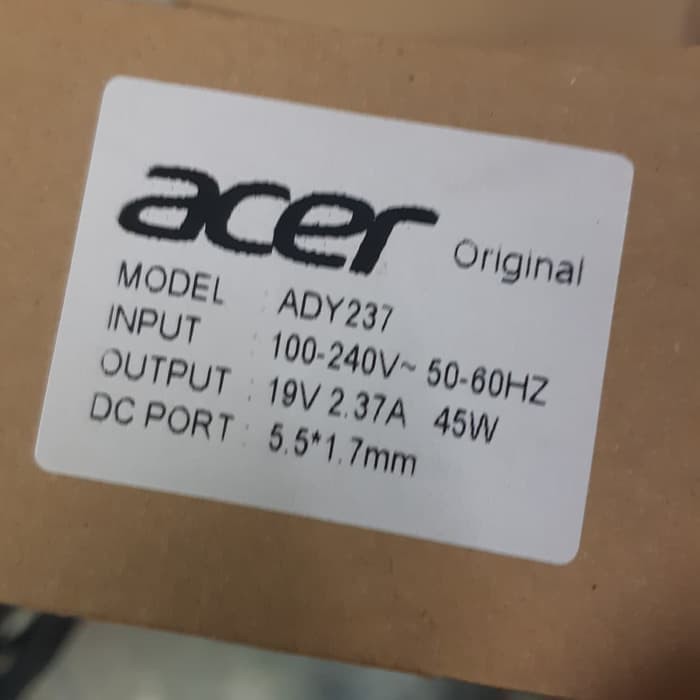 acer Original
MODEL : ADY237
INPUT : 100-240V~ 50-60HZ
OUTPUT : 19V 2.37A 45W
DC PORT : 5.5*1.7mm